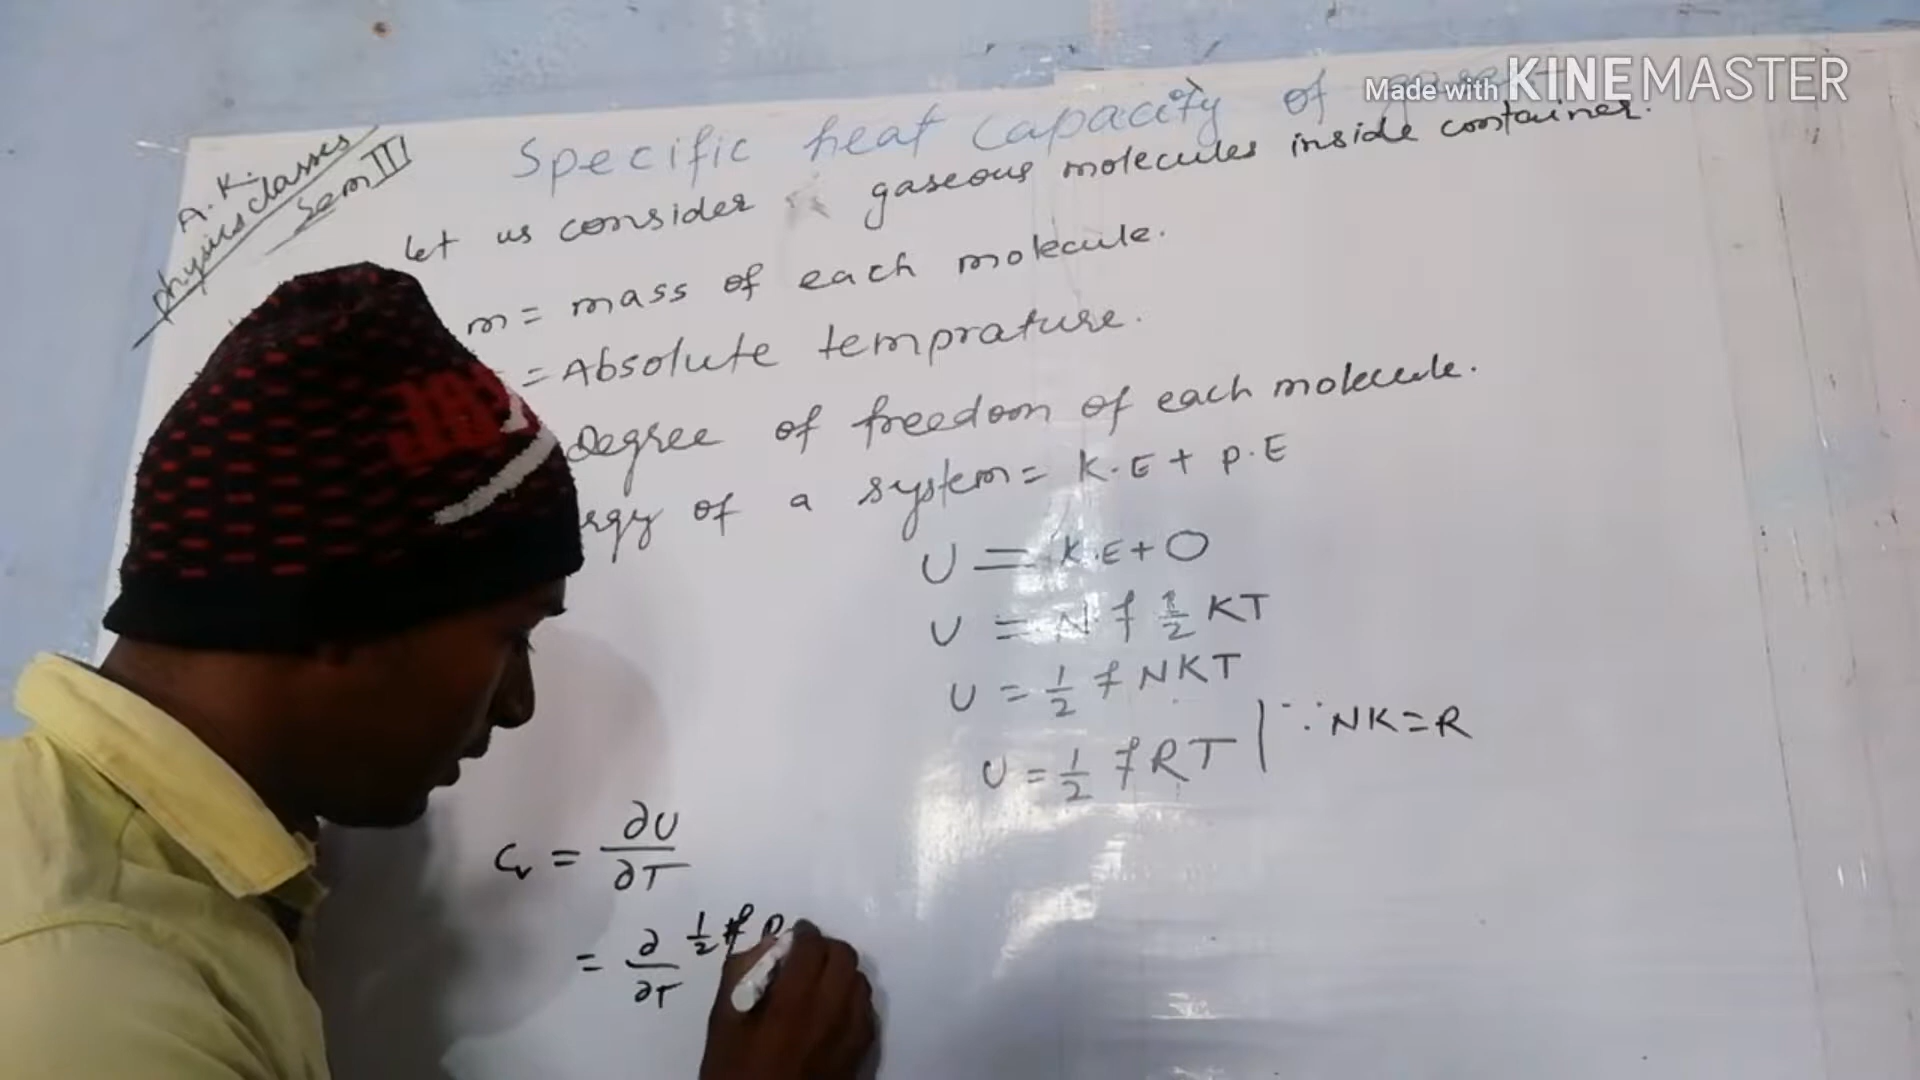 Made with KINEMASTER
Specific heat capacity of
A.K.
physics classes
Sem III
Let us consider gaseous molecules inside container.
m = mass of each molecule.
= Absolute temprature.
Degree of freedom of each molecule.
of a system = K.E + P.E
U = K.E + O
U = N f 1/2 KT
U = 1/2 f NKT
U = 1/2 f RT | ∵ NK = R
Cv = ∂U/∂T
= ∂/∂T 1/2 f